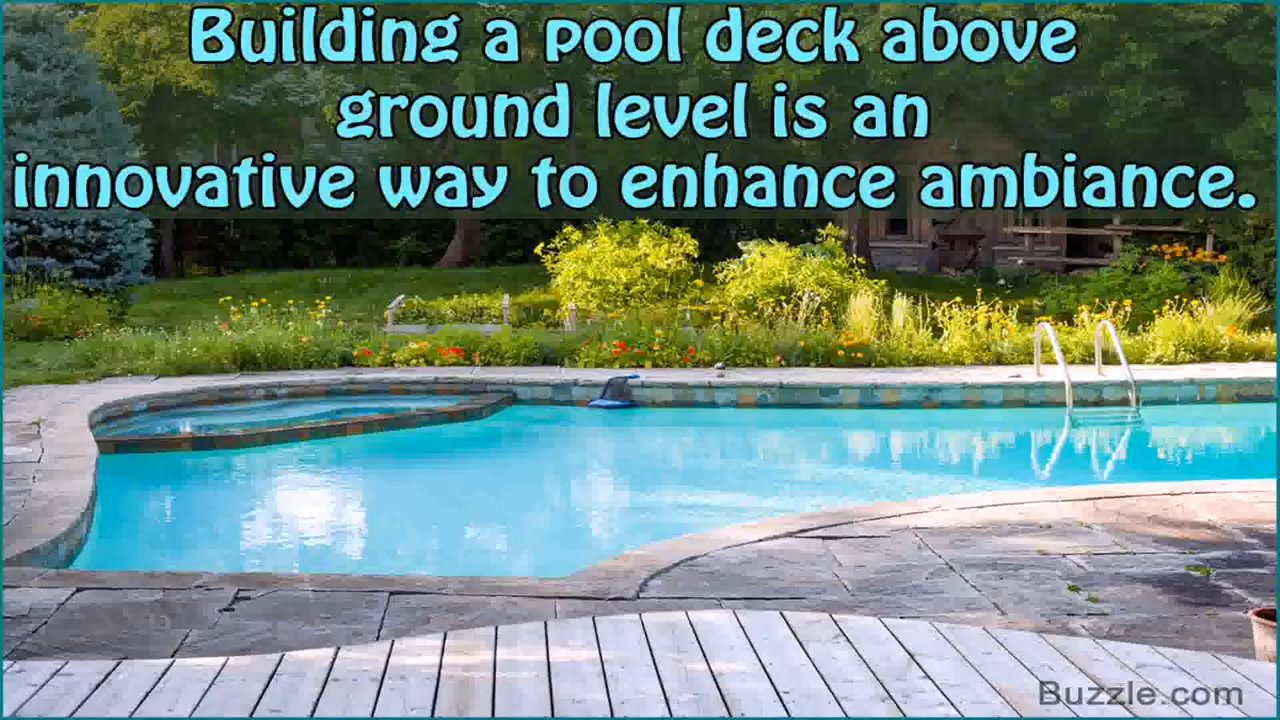 Building a pool deck above
ground level is an
innovative way to enhance ambiance.
Buzzle.com